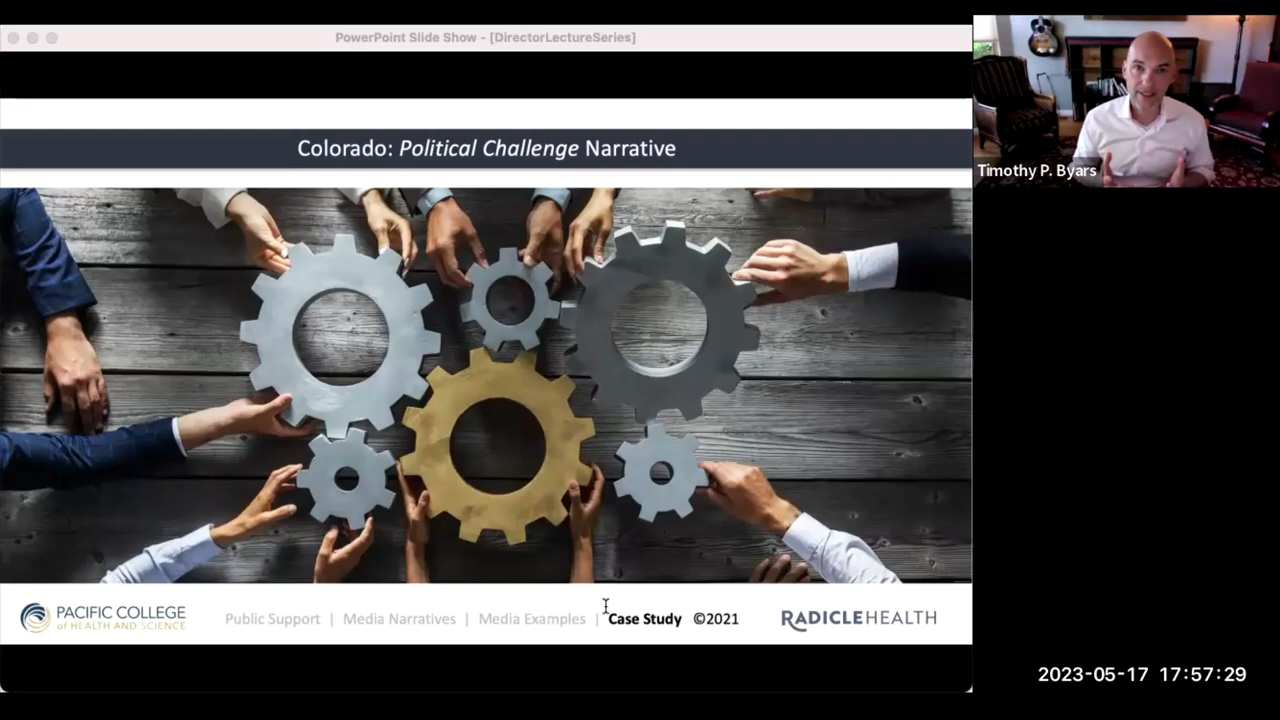 PowerPoint Slide Show - [DirectorLectureSeries]
Colorado: Political Challenge Narrative
Timothy P. Byars
PACIFIC COLLEGE
of HEALTH AND SCIENCE
Public Support | Media Narratives | Media Examples | Case Study ©2021
RADICLEHEALTH
2023-05-17 17:57:29